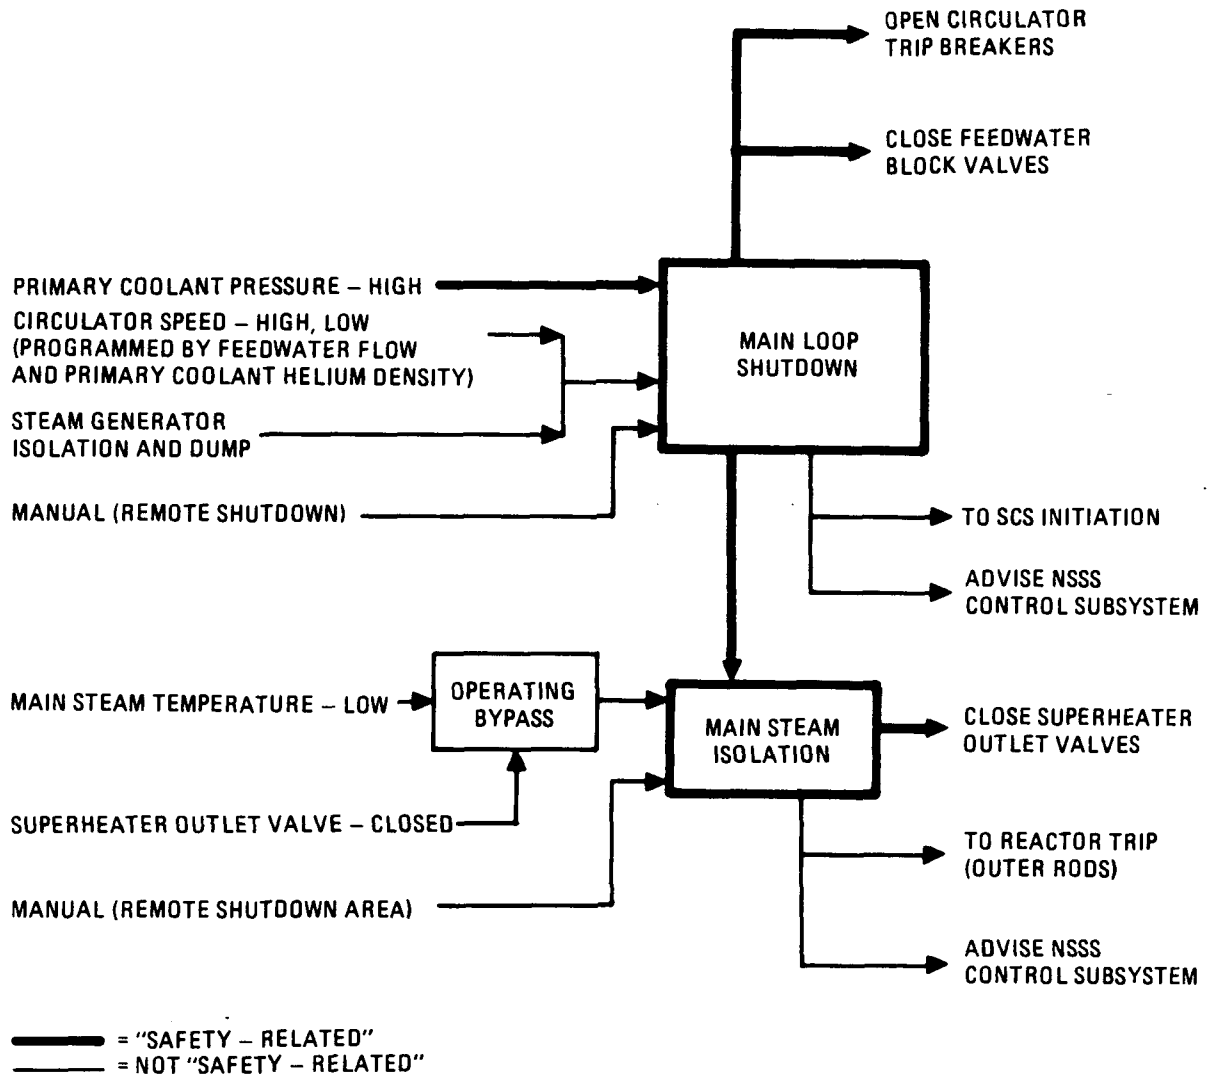 OPEN CIRCULATOR
TRIP BREAKERS
CLOSE FEEDWATER
BLOCK VALVES
PRIMARY COOLANT PRESSURE – HIGH
CIRCULATOR SPEED – HIGH, LOW
(PROGRAMMED BY FEEDWATER FLOW
AND PRIMARY COOLANT HELIUM DENSITY)
STEAM GENERATOR
ISOLATION AND DUMP
MANUAL (REMOTE SHUTDOWN)
MAIN LOOP
SHUTDOWN
TO SCS INITIATION
ADVISE NSSS
CONTROL SUBSYSTEM
MAIN STEAM TEMPERATURE – LOW
OPERATING
BYPASS
MAIN STEAM
ISOLATION
CLOSE SUPERHEATER
OUTLET VALVES
SUPERHEATER OUTLET VALVE – CLOSED
MANUAL (REMOTE SHUTDOWN AREA)
TO REACTOR TRIP
(OUTER RODS)
ADVISE NSSS
CONTROL SUBSYSTEM
= "SAFETY – RELATED"
= NOT "SAFETY – RELATED"